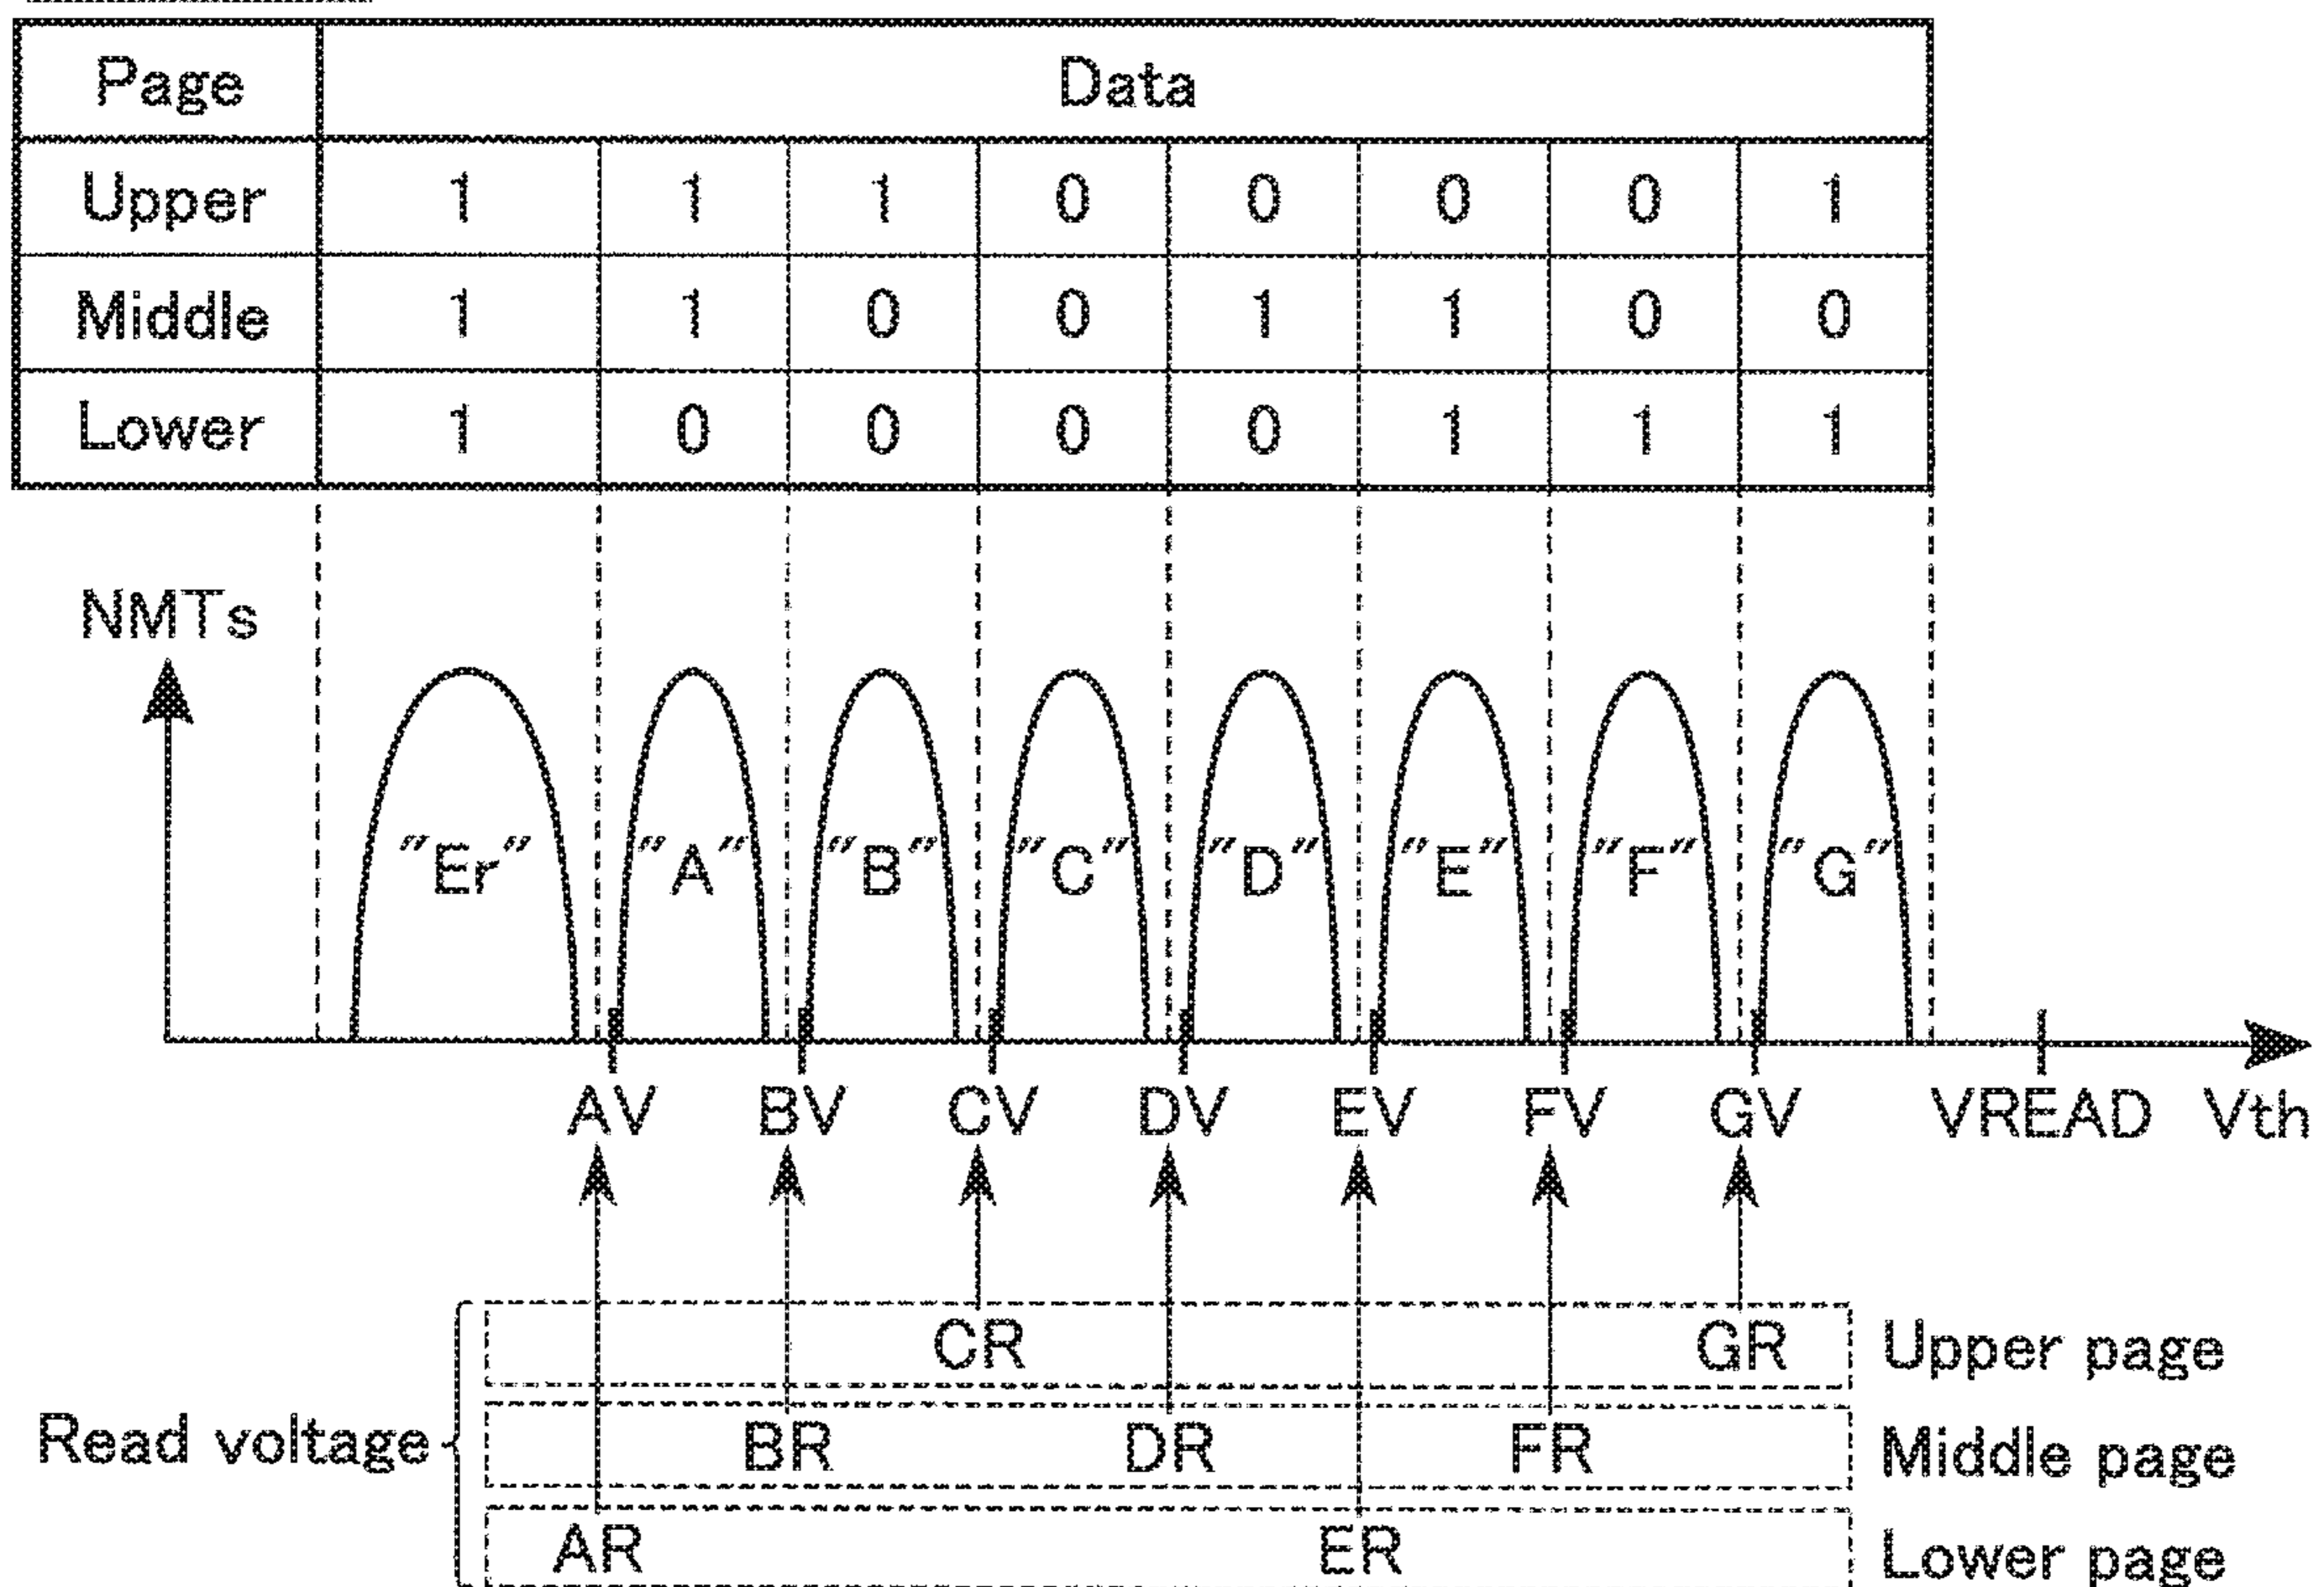 Page Data
Upper 1 1 1 0 0 0 0 1
Middle 1 1 0 0 1 1 0 0
Lower 1 0 0 0 0 1 1 1
NMTs
"Er" "A" "B" "C" "D" "E" "F" "G"
AV BV CV DV EV FV GV VREAD Vth
CR GR Upper page
Read voltage BR DR FR Middle page
AR ER Lower page